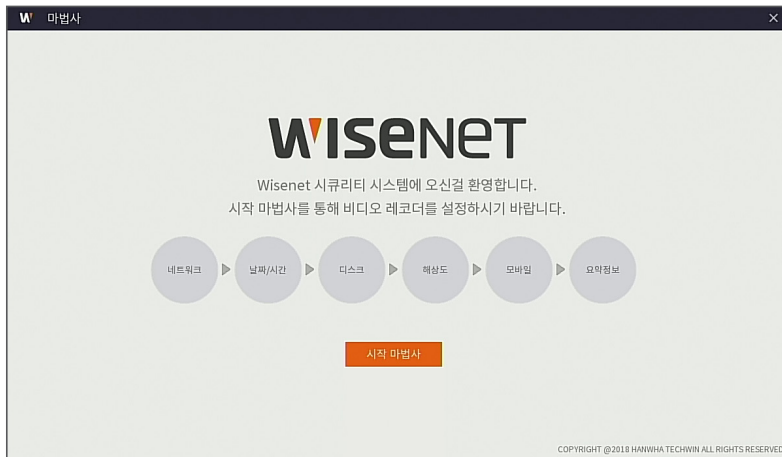 W 마법사
WISENET
Wisenet 시큐리티 시스템에 오신걸 환영합니다.
시작 마법사를 통해 비디오 레코더를 설정하시기 바랍니다.
네트워크 날짜/시간 디스크 해상도 모바일 요약정보
시작 마법사
COPYRIGHT @2018 HANWHA TECHWIN ALL RIGHTS RESERVED